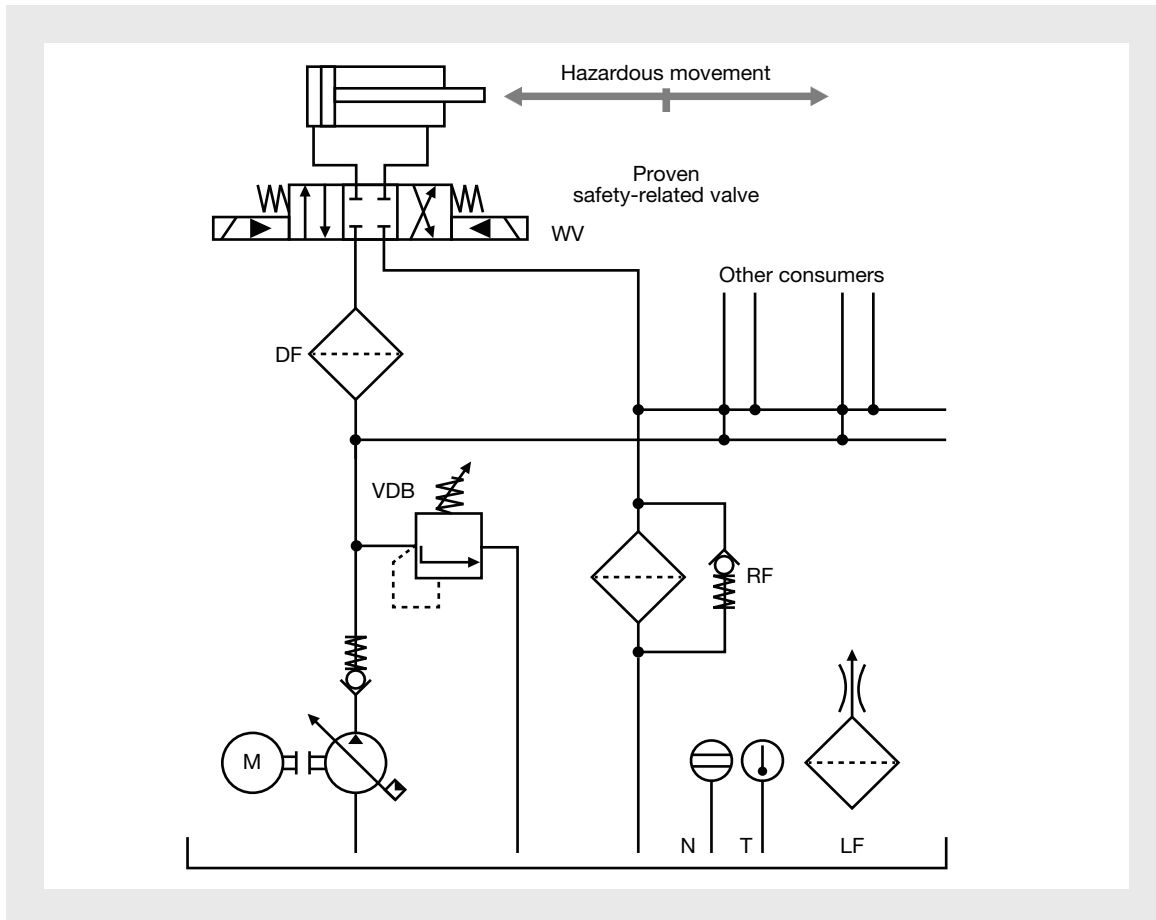 Hazardous movement
Proven
safety-related valve
WV
Other consumers
DF
VDB
RF
M
N
T
LF